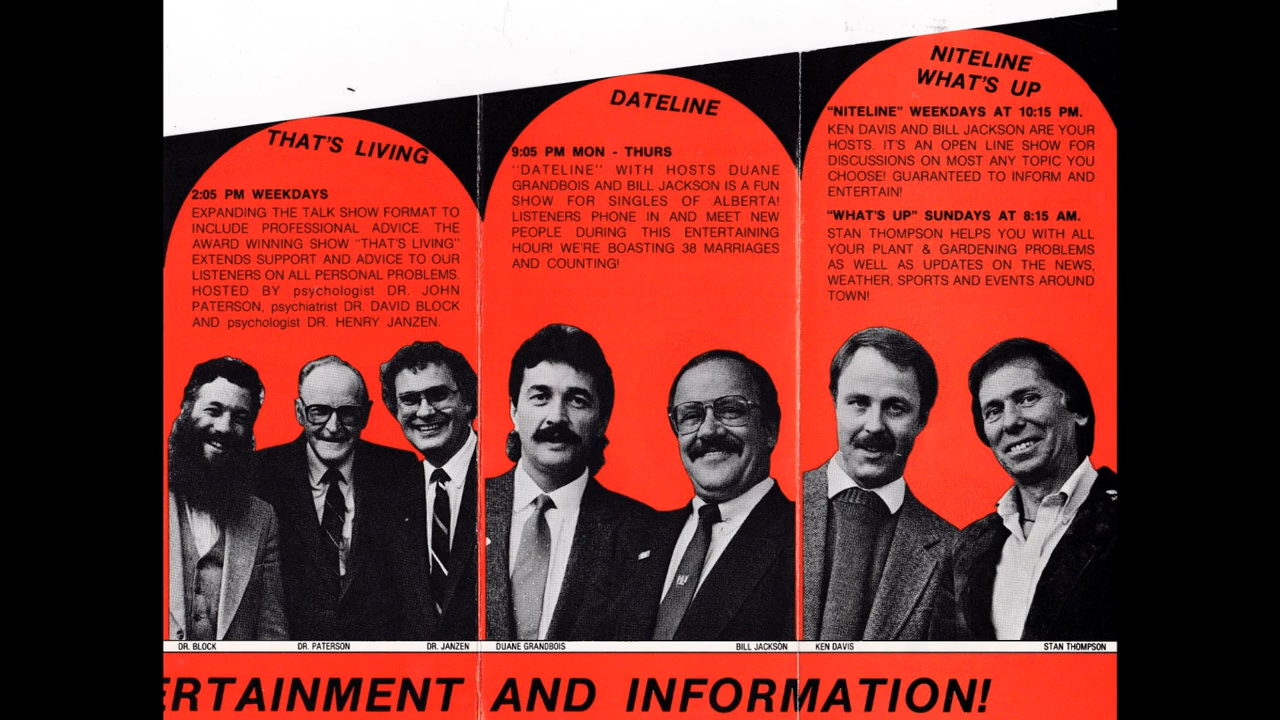 THAT'S LIVING
2:05 PM WEEKDAYS
EXPANDING THE TALK SHOW FORMAT TO
INCLUDE PROFESSIONAL ADVICE. THE
AWARD WINNING SHOW "THAT'S LIVING"
EXTENDS SUPPORT AND ADVICE TO OUR
LISTENERS ON ALL PERSONAL PROBLEMS.
HOSTED BY psychologist DR. JOHN
PATERSON, psychiatrist DR. DAVID BLOCK
AND psychologist DR. HENRY JANZEN.
DATELINE
9:05 PM MON - THURS
"DATELINE" WITH HOSTS DUANE
GRANDBOIS AND BILL JACKSON IS A FUN
SHOW FOR SINGLES OF ALBERTA!
LISTENERS PHONE IN AND MEET NEW
PEOPLE DURING THIS ENTERTAINING
HOUR! WE'RE BOASTING 38 MARRIAGES
AND COUNTING!
NITELINE
WHAT'S UP
"NITELINE" WEEKDAYS AT 10:15 PM.
KEN DAVIS AND BILL JACKSON ARE YOUR
HOSTS. IT'S AN OPEN LINE SHOW FOR
DISCUSSIONS ON MOST ANY TOPIC YOU
CHOOSE! GUARANTEED TO INFORM AND
ENTERTAIN!
"WHAT'S UP" SUNDAYS AT 8:15 AM.
STAN THOMPSON HELPS YOU WITH ALL
YOUR PLANT & GARDENING PROBLEMS
AS WELL AS UPDATES ON THE NEWS,
WEATHER, SPORTS AND EVENTS AROUND
TOWN!
DR. BLOCK
DR. PATERSON
DR. JANZEN
DUANE GRANDBOIS
BILL JACKSON
KEN DAVIS
STAN THOMPSON
ERTAINMENT AND INFORMATION!